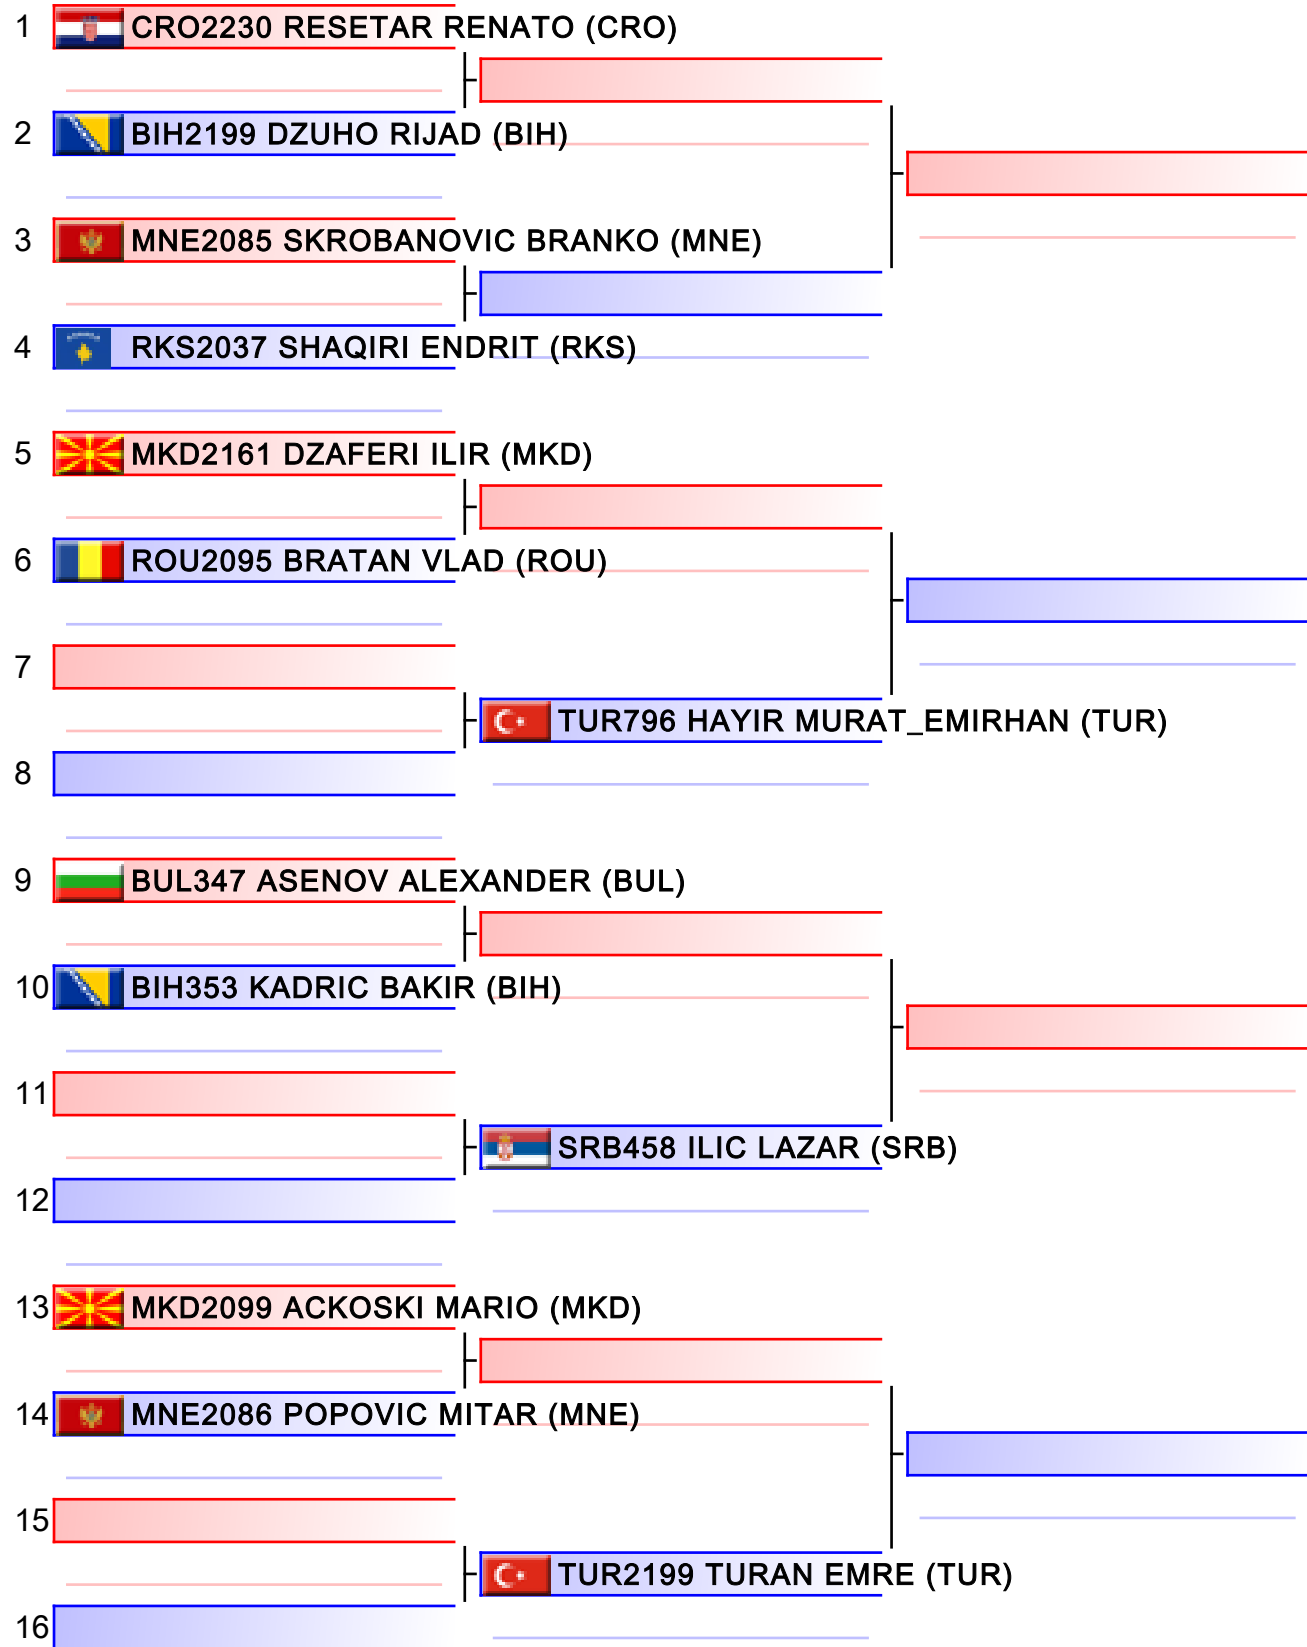 1 CRO2230 RESETAR RENATO (CRO)
2 BIH2199 DZUHO RIJAD (BIH)
3 MNE2085 SKROBANOVIC BRANKO (MNE)
4 RKS2037 SHAQIRI ENDRIT (RKS)
5 MKD2161 DZAFERI ILIR (MKD)
6 ROU2095 BRATAN VLAD (ROU)
7
TUR796 HAYIR MURAT_EMIRHAN (TUR)
8
9 BUL347 ASENOV ALEXANDER (BUL)
10 BIH353 KADRIC BAKIR (BIH)
11
SRB458 ILIC LAZAR (SRB)
12
13 MKD2099 ACKOSKI MARIO (MKD)
14 MNE2086 POPOVIC MITAR (MNE)
15
TUR2199 TURAN EMRE (TUR)
16